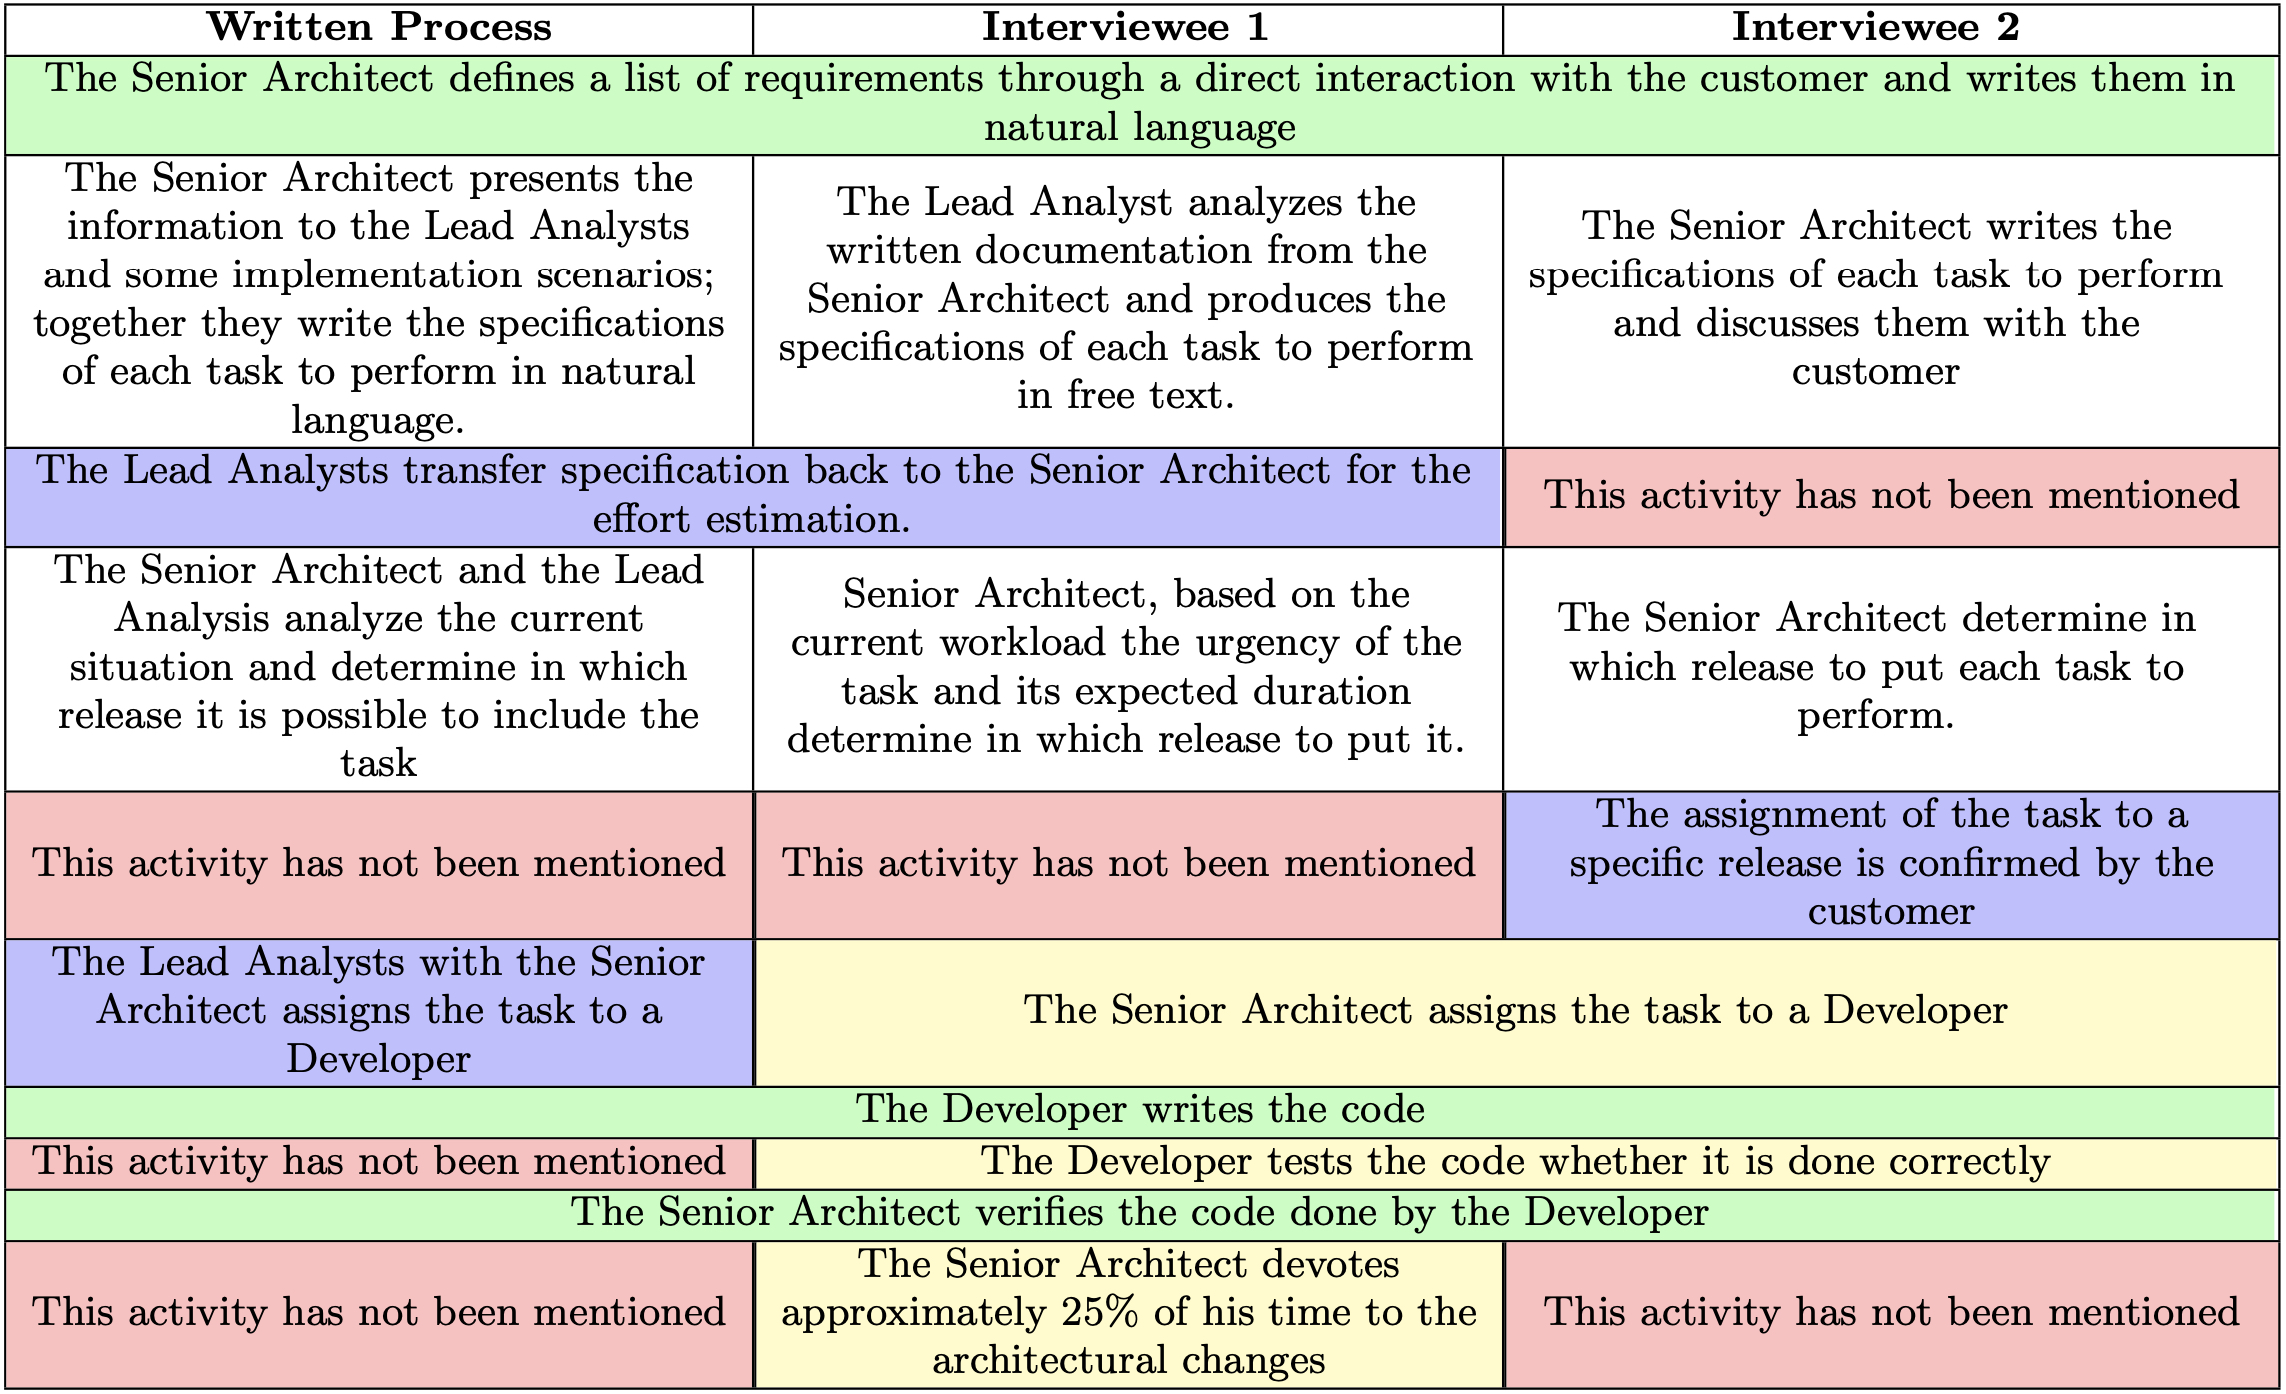 Written Process
Interviewee 1
Interviewee 2
The Senior Architect defines a list of requirements through a direct interaction with the customer and writes them in
natural language
The Senior Architect presents the
information to the Lead Analysts
and some implementation scenarios;
together they write the specifications
of each task to perform in natural
language.
The Lead Analyst analyzes the
written documentation from the
Senior Architect and produces the
specifications of each task to perform
in free text.
The Senior Architect writes the
specifications of each task to perform
and discusses them with the
customer
The Lead Analysts transfer specification back to the Senior Architect for the
effort estimation.
This activity has not been mentioned
The Senior Architect and the Lead
Analysis analyze the current
situation and determine in which
release it is possible to include the
task
Senior Architect, based on the
current workload the urgency of the
task and its expected duration
determine in which release to put it.
The Senior Architect determine in
which release to put each task to
perform.
This activity has not been mentioned
This activity has not been mentioned
The assignment of the task to a
specific release is confirmed by the
customer
The Lead Analysts with the Senior
Architect assigns the task to a
Developer
The Senior Architect assigns the task to a Developer
The Developer writes the code
This activity has not been mentioned
The Developer tests the code whether it is done correctly
The Senior Architect verifies the code done by the Developer
This activity has not been mentioned
The Senior Architect devotes
approximately 25% of his time to the
architectural changes
This activity has not been mentioned